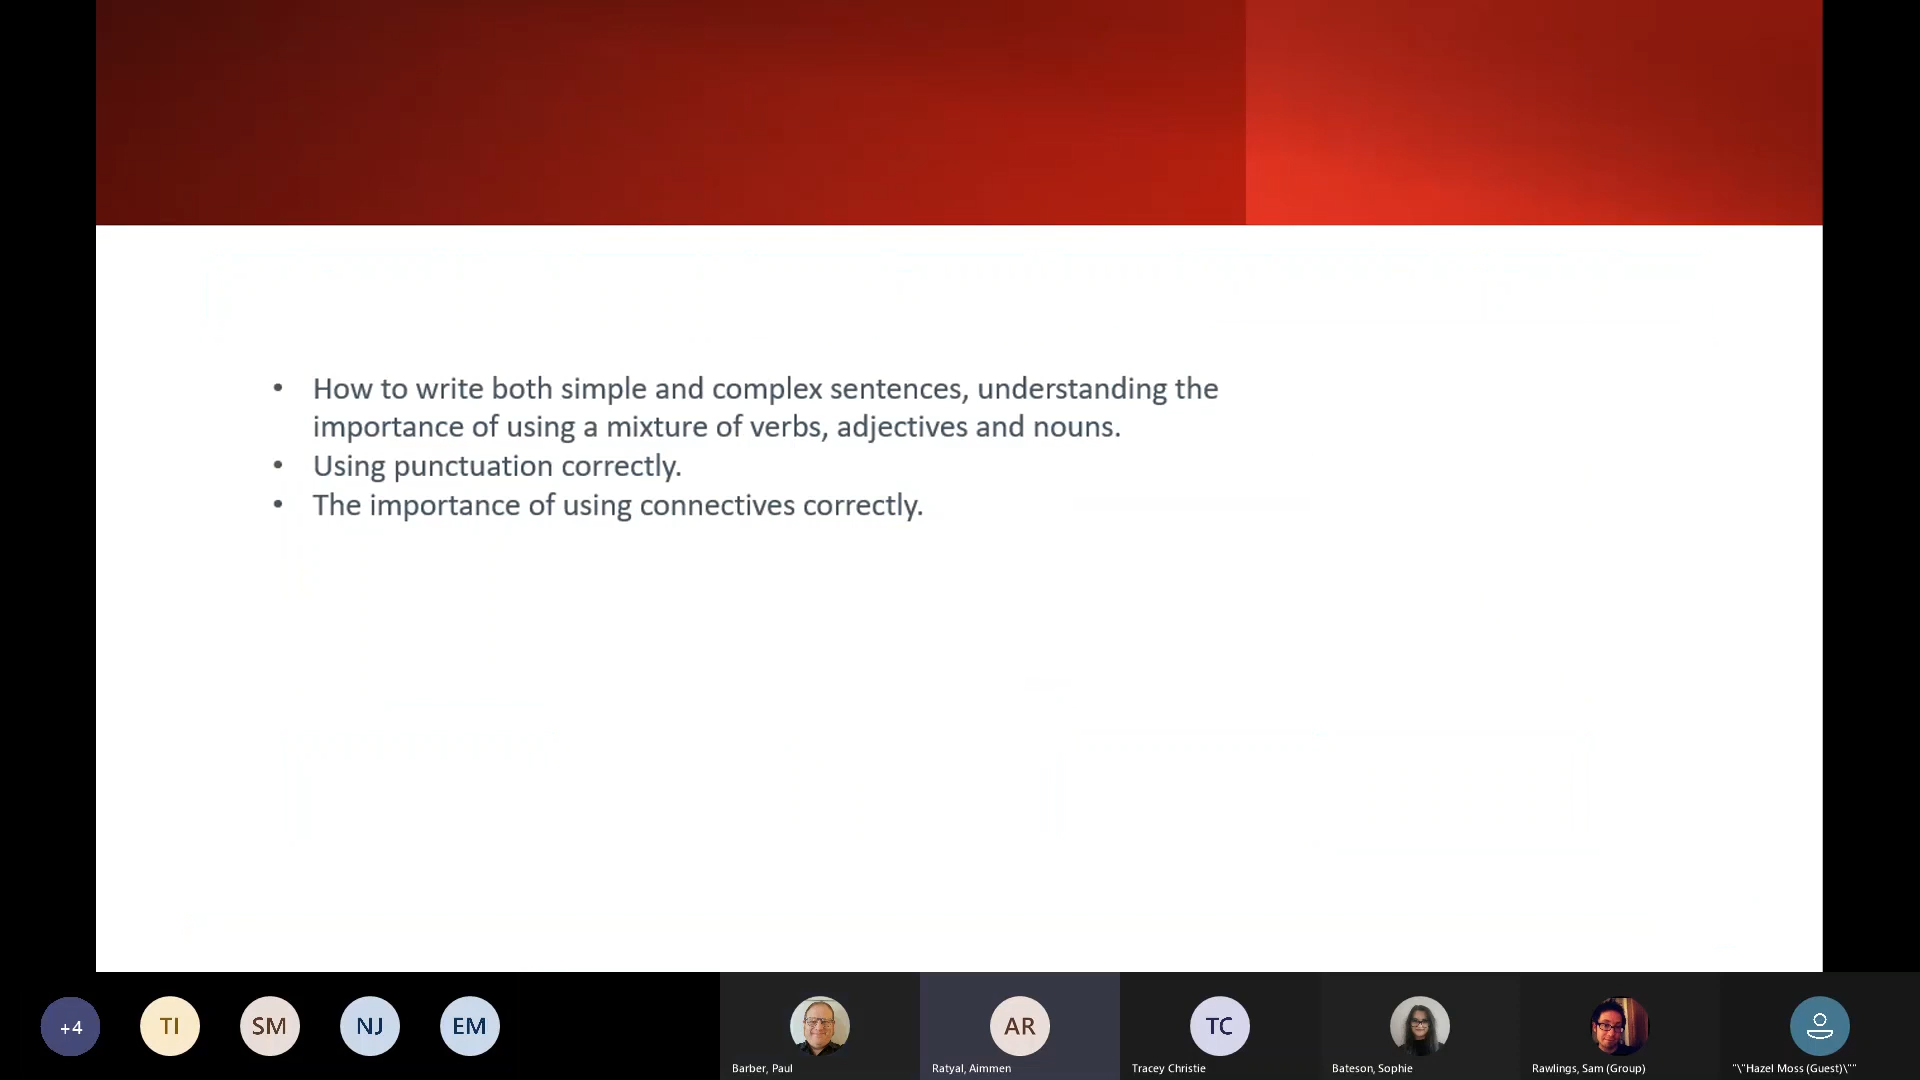 • How to write both simple and complex sentences, understanding the
importance of using a mixture of verbs, adjectives and nouns.
• Using punctuation correctly.
• The importance of using connectives correctly.
+4
TI
SM
NJ
EM
AR
TC
Barber, Paul
Ratyal, Aimmen
Tracey Christie
Bateson, Sophie
Rawlings, Sam (Group)
"\"Hazel Moss (Guest)\""